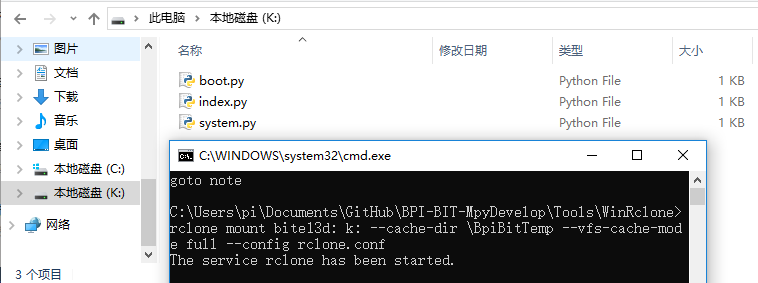 此电脑 本地磁盘 (K:)
图片
文档
下载
音乐
桌面
本地磁盘 (C:)
本地磁盘 (K:)
网络
3 个项目
名称 修改日期 类型 大小
boot.py Python File 1 KB
index.py Python File 1 KB
system.py Python File 1 KB
C:\WINDOWS\system32\cmd.exe
goto note
C:\Users\pi\Documents\GitHub\BPI-BIT-MpyDevelop\Tools\WinRclone>
rclone mount bite13d: k: --cache-dir \BpiBitTemp --vfs-cache-mod
e full --config rclone.conf
The service rclone has been started.